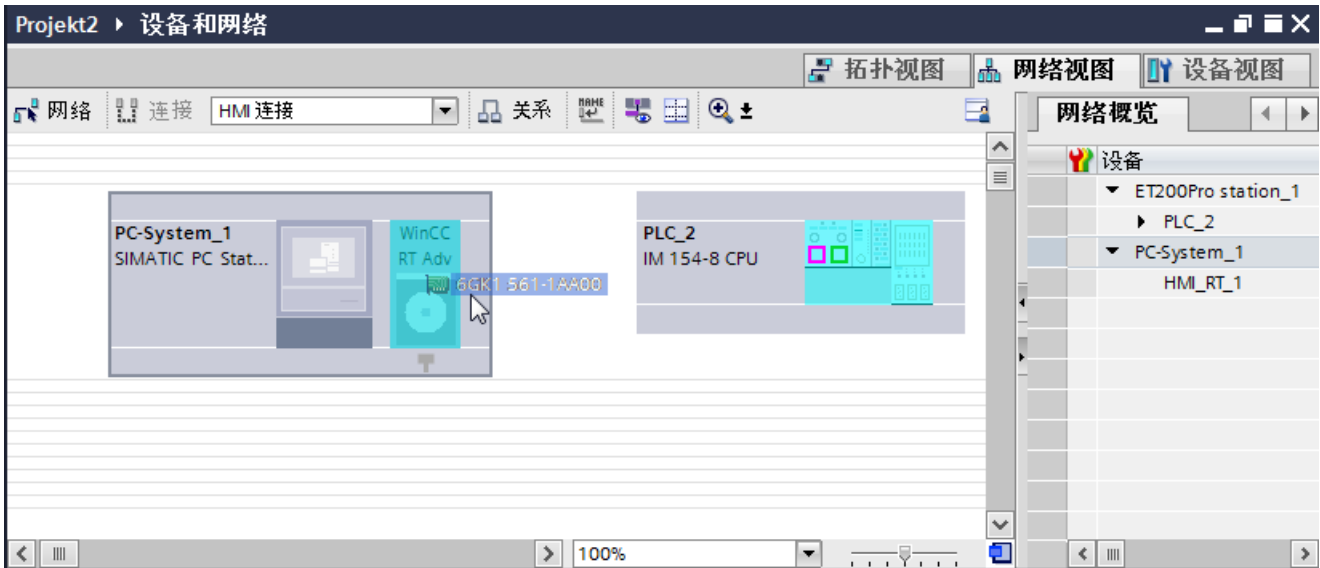 Projekt2 ▸ 设备和网络
拓扑视图 网络视图 设备视图
网络 连接 HMI 连接 关系 NAME
网络概览
设备
ET200Pro station_1
PLC_2
PC-System_1
HMI_RT_1
PC-System_1
SIMATIC PC Stat...
WinCC
RT Adv
6GK1 561-1AA00
PLC_2
IM 154-8 CPU
100%